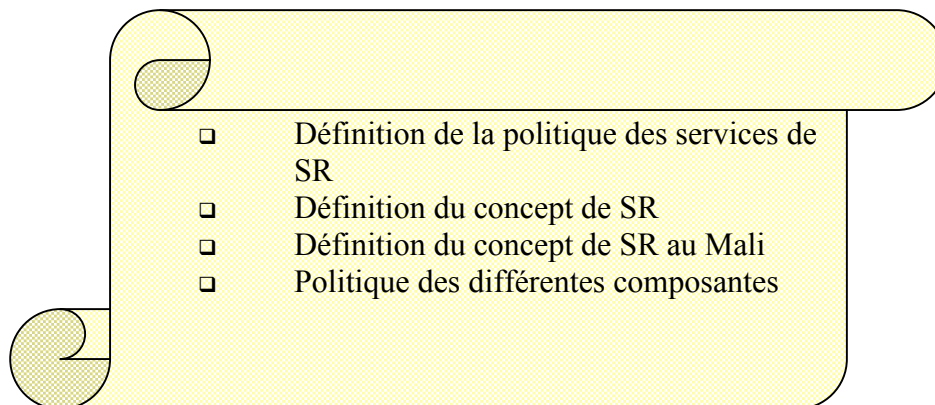 ❑ Définition de la politique des services de
SR
❑ Définition du concept de SR
❑ Définition du concept de SR au Mali
❑ Politique des différentes composantes